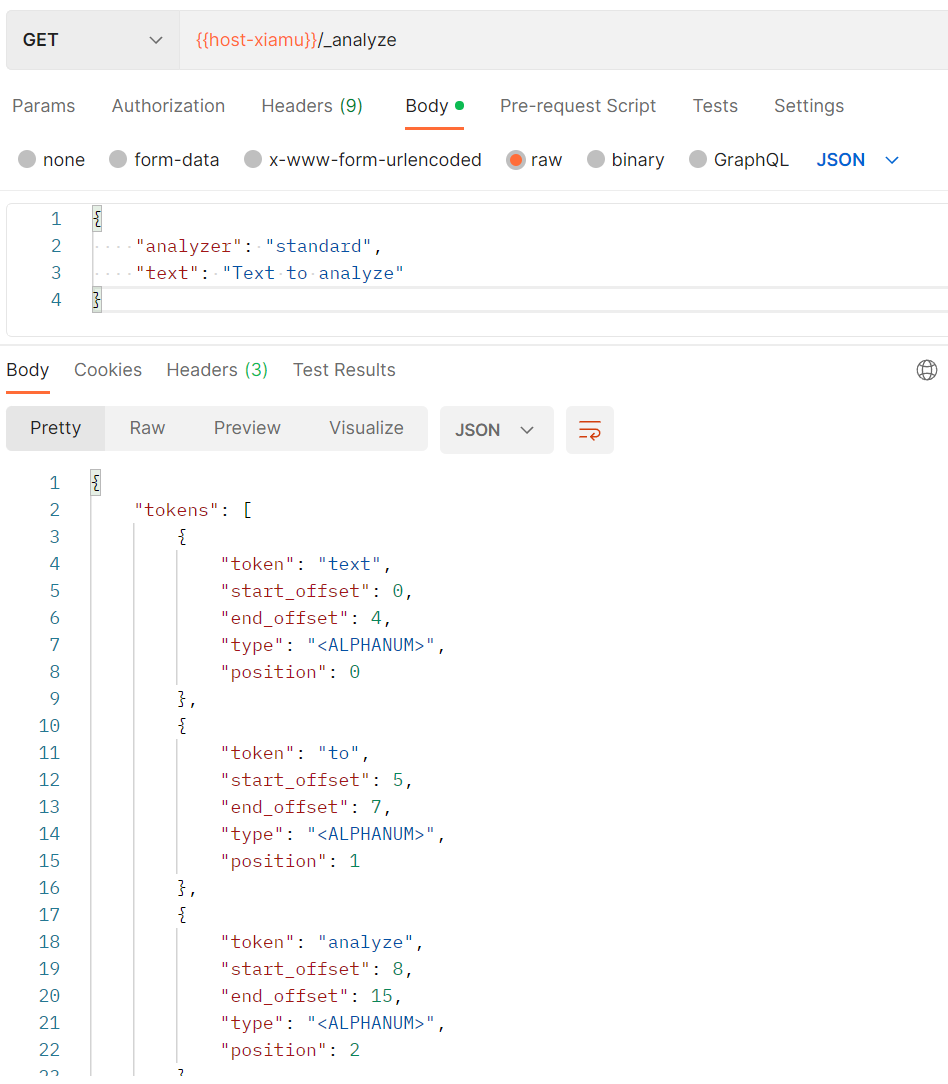 GET {{host-xiamu}}/_analyze
Params Authorization Headers (9) Body Pre-request Script Tests Settings
none form-data x-www-form-urlencoded raw binary GraphQL JSON
1 {
2 "analyzer": "standard",
3 "text": "Text to analyze"
4 }
Body Cookies Headers (3) Test Results
Pretty Raw Preview Visualize JSON
1 {
2 "tokens": [
3 {
4 "token": "text",
5 "start_offset": 0,
6 "end_offset": 4,
7 "type": "<ALPHANUM>",
8 "position": 0
9 },
10 {
11 "token": "to",
12 "start_offset": 5,
13 "end_offset": 7,
14 "type": "<ALPHANUM>",
15 "position": 1
16 },
17 {
18 "token": "analyze",
19 "start_offset": 8,
20 "end_offset": 15,
21 "type": "<ALPHANUM>",
22 "position": 2
23 }